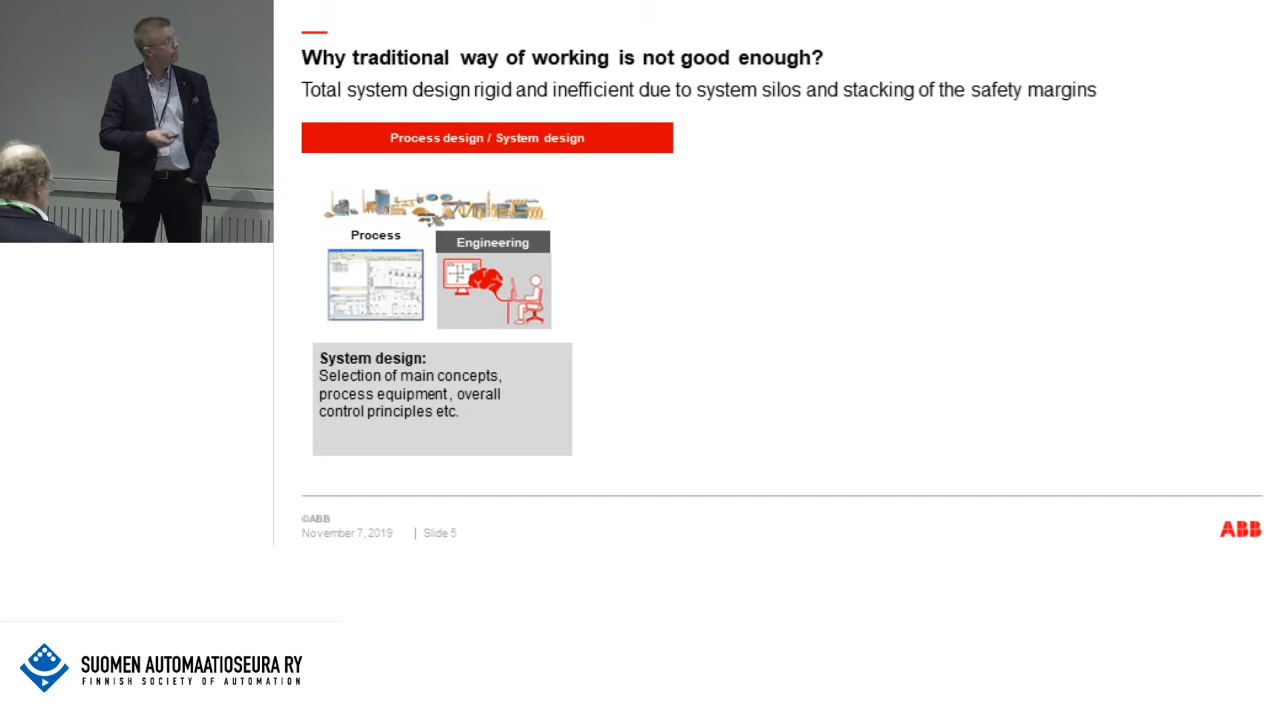 Why traditional way of working is not good enough?
Total system design rigid and inefficient due to system silos and stacking of the safety margins
Process design / System design
Process
Engineering
System design:
Selection of main concepts,
process equipment, overall
control principles etc.
©ABB
November 7, 2019 | Slide 5
ABB
SUOMEN AUTOMAATIOSEURA RY
FINNISH SOCIETY OF AUTOMATION